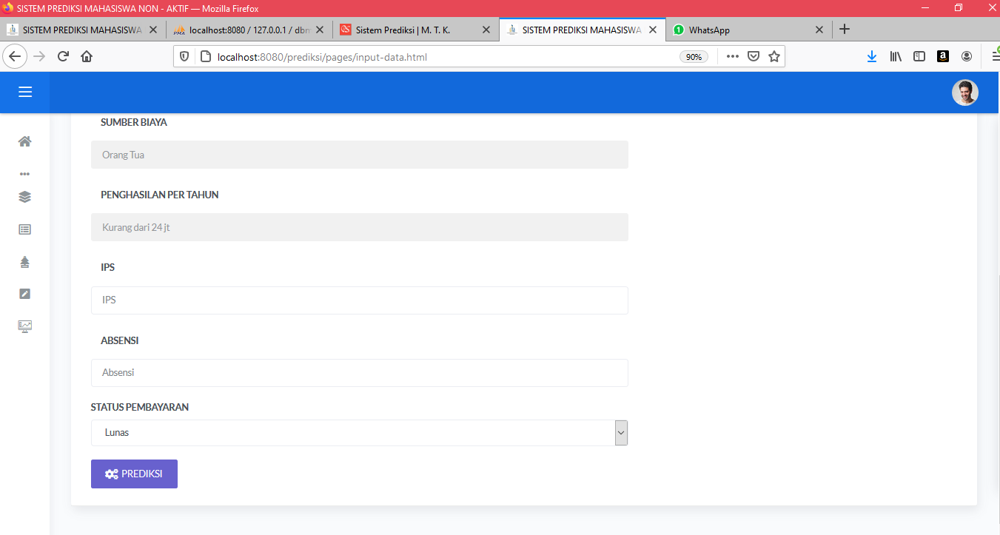 SISTEM PREDIKSI MAHASISWA NON - AKTIF — Mozilla Firefox
SISTEM PREDIKSI MAHASISWA
localhost:8080 / 127.0.0.1 / dbm
Sistem Prediksi | M. T. K.
SISTEM PREDIKSI MAHASISWA
WhatsApp
localhost:8080/prediksi/pages/input-data.html
90%
SUMBER BIAYA
Orang Tua
PENGHASILAN PER TAHUN
Kurang dari 24 jt
IPS
IPS
ABSENSI
Absensi
STATUS PEMBAYARAN
Lunas
PREDIKSI